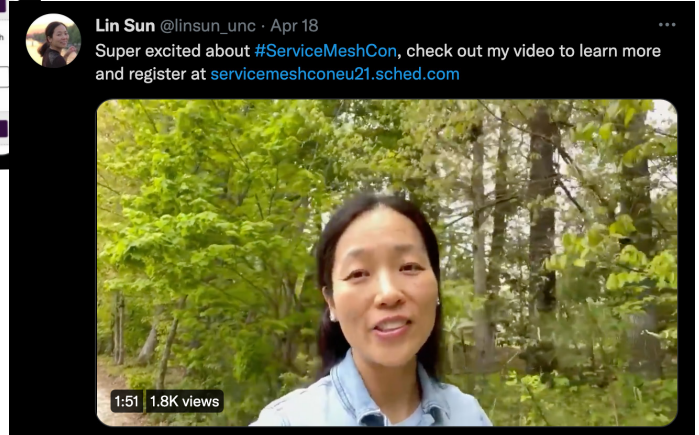 Lin Sun @linsun_unc · Apr 18
Super excited about #ServiceMeshCon, check out my video to learn more
and register at servicemeshconeu21.sched.com
1:51 1.8K views